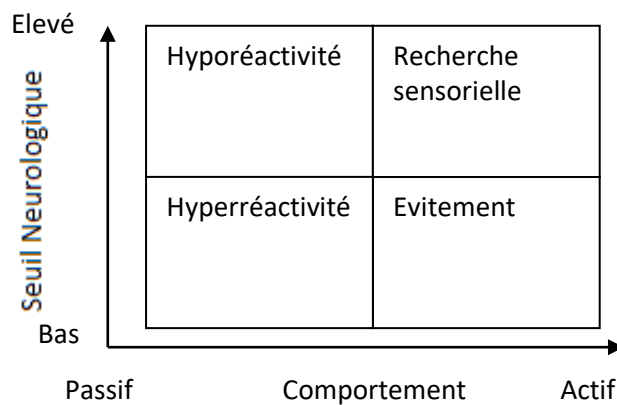 Elevé
Hyporéactivité
Recherche
sensorielle
Seuil Neurologique
Hyperréactivité
Evitement
Bas
Passif
Comportement
Actif